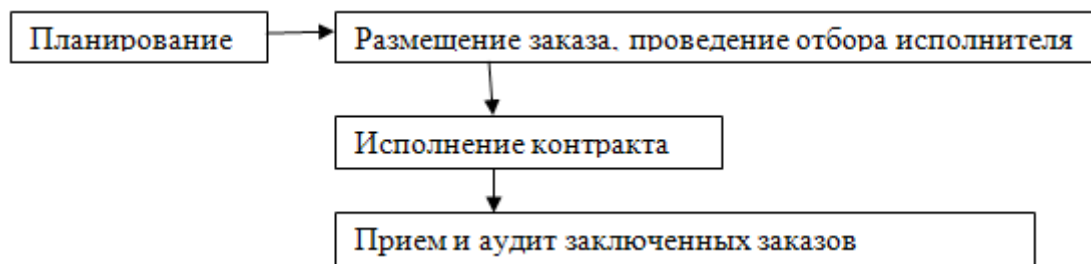 Планирование
Размещение заказа, проведение отбора исполнителя
Исполнение контракта
Прием и аудит заключенных заказов